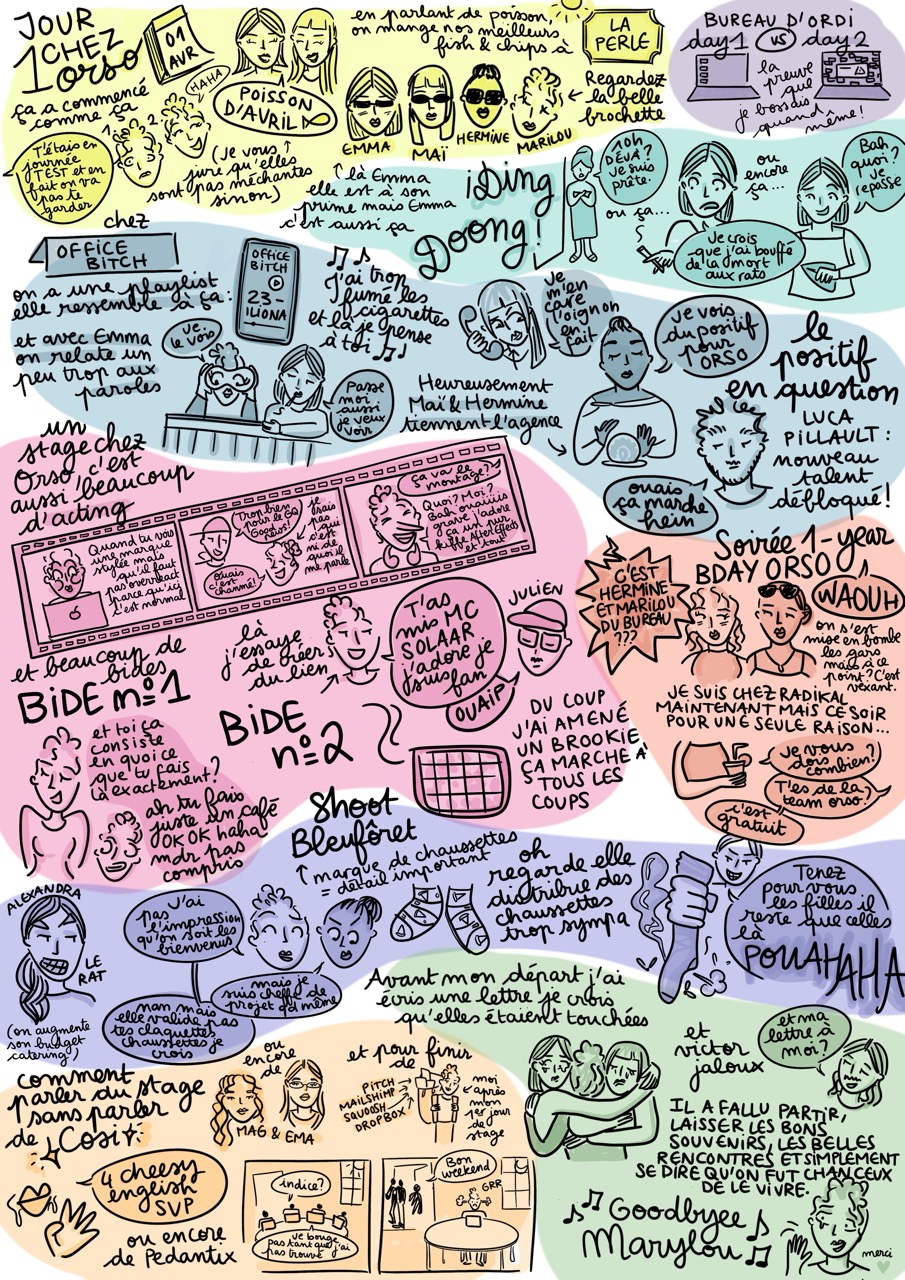 JOUR
1 CHEZ
orso
01
AVR
HAHA
ça a commencé
comme ça
1
2
POISSON
D'AVRIL
T'étais en
journée
TEST et en
fait on va
pas te
garder
(Je vous ↑
jure qu'elles
sont pas méchantes
sinon)
en parlant de poisson,
on mange nos meilleurs
fish & chips à
LA
PERLE
← Regardez
la belle
brochette
EMMA
MAÏ
HERMINE
MARILOU
BUREAU D'ORDI
day 1 VS day 2
la
preuve
que
je bossais
quand
même!
(là Emma
elle est à son
prime mais Emma
c'est aussi ça
¡Ding
Doong!
10h
DÉJÀ?
Je suis
prête.
ou ça...
ou
encore
ça...
Je crois
que j'ai bouffé
de la mort
aux rats
Bah
quoi?
je
repasse
chez
OFFICE
BITCH
on a une playlist
elle ressemble à ça:
OFFICE
BITCH
23-
ILIONA
J'ai trop
fumé les
cigarettes
et là je pense
à toi
et avec Emma
on relate un
peu trop aux
paroles
je
le vois
Passe
moi
aussi
je veux
voir
je
m'en
care
l'oignon
en
fait
Heureusement
Maï & Hermine
tiennent l'agence
je vois
du positif
pour
ORSO
le
positif
en question
LUCA
PILLAULT:
nouveau
talent
débloqué!
ouais
ça marche
hein
un
stage chez
Orso, c'est
aussi beaucoup
d'acting
Quand tu vois
une marque
stylée mais
qu'il faut
pas overreact
parce qu'ici
c'est normal
Trop bien
pour le GQ
Gaetus!
Ouais
c'est
charmé!
je
sais
pas
qui
c'est
ni de
quoi il
me parle
ça va le
montage?
Quoi? Moi?
Bah ouaiiiis
grave j'adore
je un pur
kiffe After Effects
et tout
et beaucoup de
bides
BIDE nº1
là
j'essaye
de créer
du lien
T'as
mis MC
SOLAAR
j'adore je
suis fan
JULIEN
OUAIP
et toi ça
consiste
en quoi ce
que tu fais
là exactement?
ah tu fais
juste un café
OK OK haha
mdr pas
compris
BIDE
nº2
DU COUP
J'AI AMENÉ
UN BROOKIE
ÇA MARCHE À
TOUS LES
COUPS
Soirée 1-year
BDAY ORSO
C'EST
HERMINE
ET MARILOU
DU BUREAU
???
WAOUH
on s'est
mise en bombe
les gars
mais à ce
point? C'est
vexant.
JE SUIS CHEZ RADIKAL
MAINTENANT MAIS CE SOIR
POUR UNE SEULE RAISON...
Je vous
dois
combien?
T'es de la
team orso?
c'est
gratuit
Shoot
Bleufôret
↑ marque de chaussettes
= détail important
ALEXANDRA
LE
RAT
(on augmente
son budget
catering)
J'ai
pas
l'impression
qu'on soit les
bienvenus
mais je
suis cheffe de
projet qd même
nan mais
elle valide pas
tes claquettes
chaussettes je
crois
oh
regarde elle
distribue des
chaussettes
trop sympa
Tenez
pour vous
les filles il
reste que celles
là
POUAHAHA
Avant mon départ j'ai
écris une lettre je crois
qu'elles étaient touchées
et
victor
jaloux
et ma
lettre à
moi?
IL A FALLU PARTIR,
LAISSER LES BONS
SOUVENIRS, LES BELLES
RENCONTRES ET SIMPLEMENT
SE DIRE QU'ON FUT CHANCEUX
DE LE VIVRE.
Goodbyee
Marylou
merci
comment
parler du stage
sans parler
de Cosi
4 cheesy
english
SVP
ou encore
de Pédantix
ou
encore
de
MAG & EMA
et pour finir
de
PITCH
MAILSHIMP
SQUOOSH
DROPBOX
moi
après
mon
1er jour
de
stage
indice?
Je bouge
pas tant que j'ai
pas trouvé
Bon
weekend
GRR